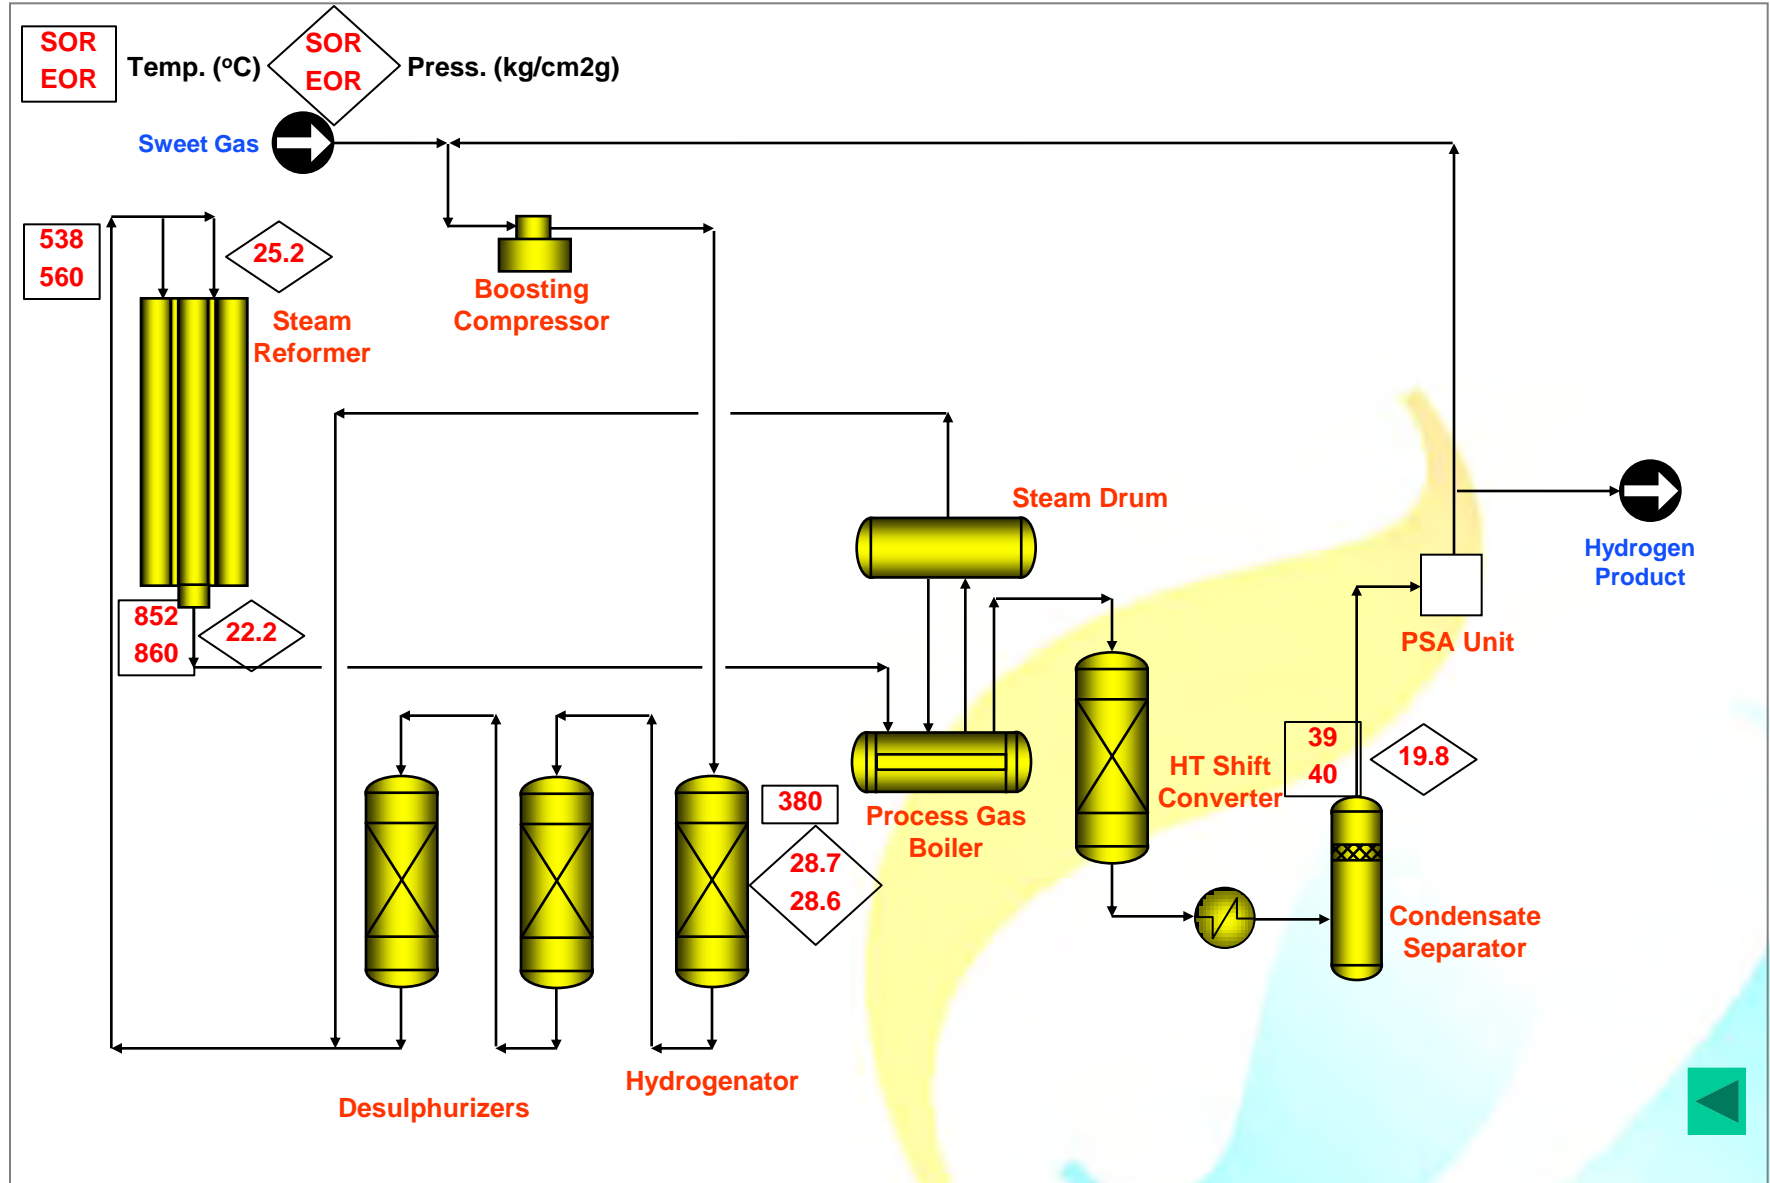 SOR
EOR
Temp. (ºC)
SOR
EOR
Press. (kg/cm2g)
Sweet Gas
538
560
25.2
Steam
Reformer
Boosting
Compressor
Steam Drum
Hydrogen
Product
PSA Unit
852
860
22.2
380
28.7
28.6
Process Gas
Boiler
HT Shift
Converter
39
40
19.8
Condensate
Separator
Hydrogenator
Desulphurizers